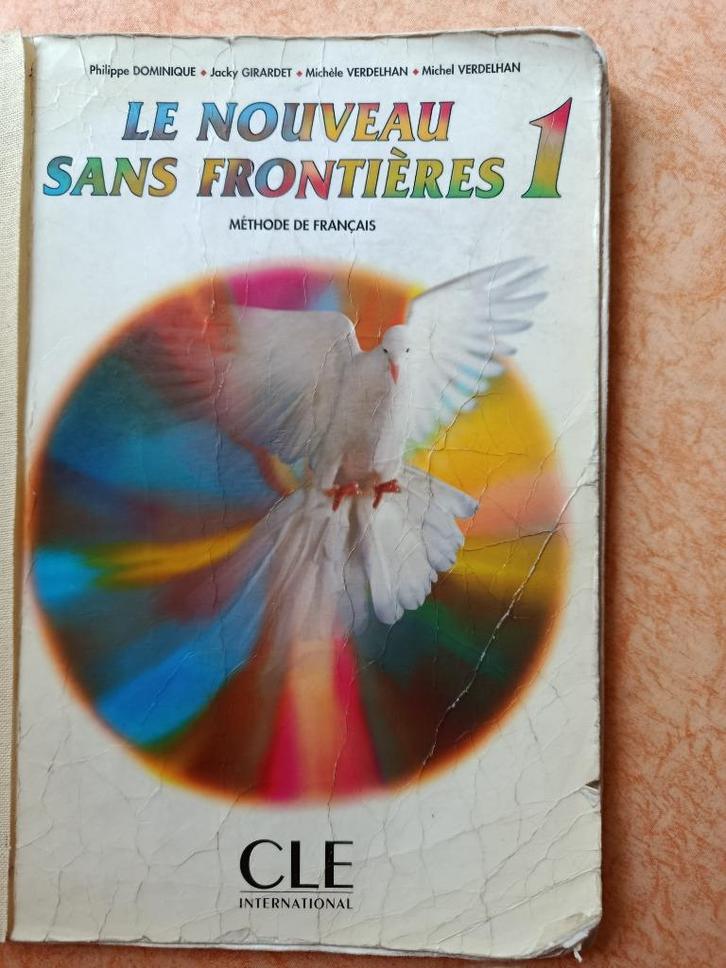 Philippe DOMINIQUE ♦ Jacky GIRARDET ♦ Michèle VERDELHAN ♦ Michel VERDELHAN
LE NOUVEAU
SANS FRONTIÈRES 1
MÉTHODE DE FRANÇAIS
CLE
INTERNATIONAL